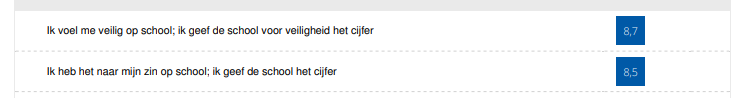 Ik voel me veilig op school; ik geef de school voor veiligheid het cijfer 8,7
Ik heb het naar mijn zin op school; ik geef de school het cijfer 8,5